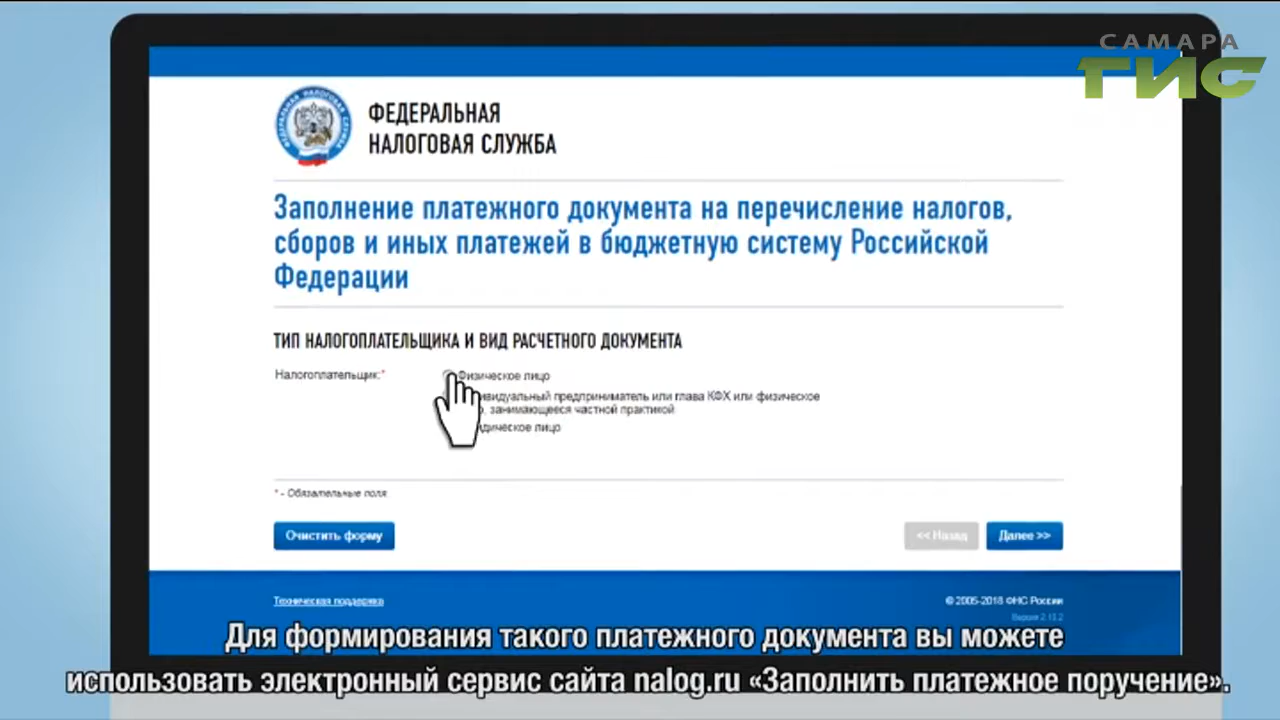 САМАРА
ГИС
ФЕДЕРАЛЬНАЯ
НАЛОГОВАЯ СЛУЖБА
Заполнение платежного документа на перечисление налогов,
сборов и иных платежей в бюджетную систему Российской
Федерации
ТИП НАЛОГОПЛАТЕЛЬЩИКА И ВИД РАСЧЕТНОГО ДОКУМЕНТА
Налогоплательщик:* Физическое лицо
предприниматель или глава КФХ или физическое
занимающееся частной практикой
лицо
* - Обязательные поля
Очистить форму << Назад Далее >>
Техническая поддержка © 2005-2018 ФНС России
Для формирования такого платежного документа вы можете
использовать электронный сервис сайта nalog.ru «Заполнить платежное поручение».